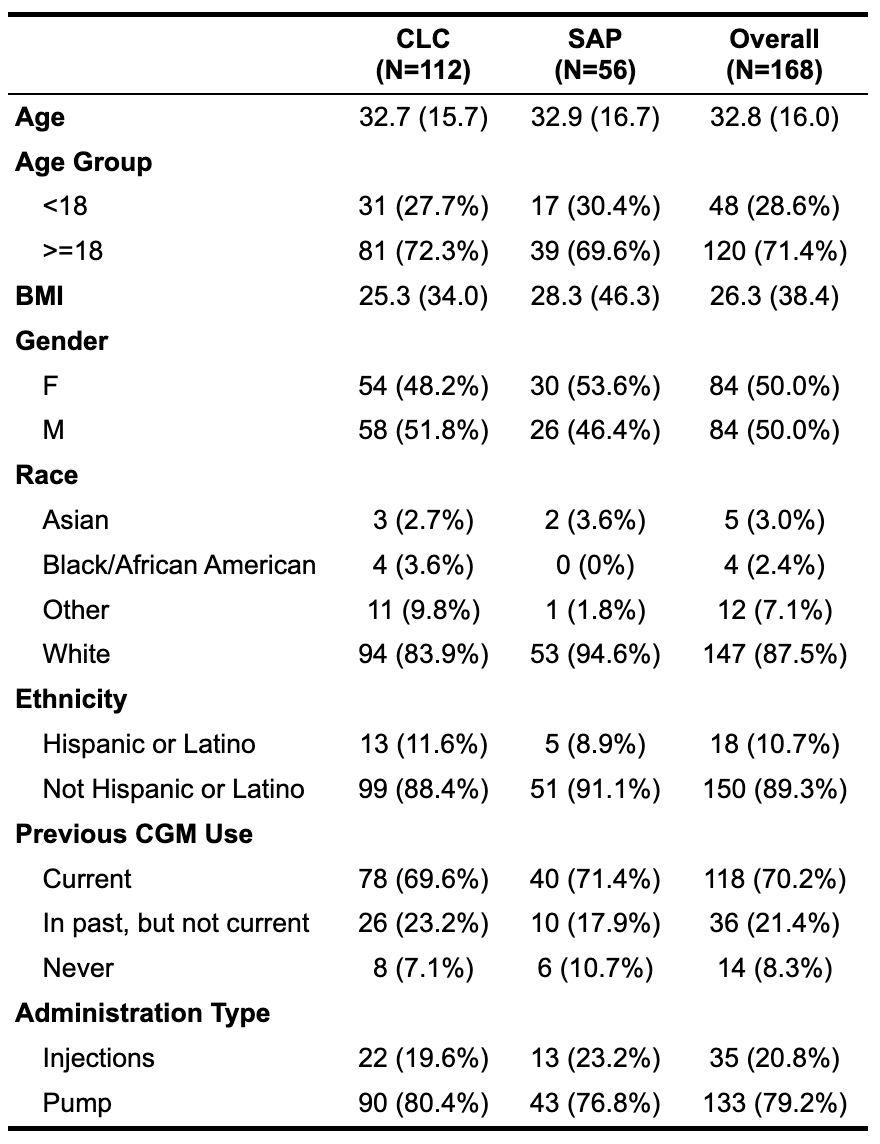 CLC SAP Overall
(N=112) (N=56) (N=168)
Age 32.7 (15.7) 32.9 (16.7) 32.8 (16.0)
Age Group
<18 31 (27.7%) 17 (30.4%) 48 (28.6%)
>=18 81 (72.3%) 39 (69.6%) 120 (71.4%)
BMI 25.3 (34.0) 28.3 (46.3) 26.3 (38.4)
Gender
F 54 (48.2%) 30 (53.6%) 84 (50.0%)
M 58 (51.8%) 26 (46.4%) 84 (50.0%)
Race
Asian 3 (2.7%) 2 (3.6%) 5 (3.0%)
Black/African American 4 (3.6%) 0 (0%) 4 (2.4%)
Other 11 (9.8%) 1 (1.8%) 12 (7.1%)
White 94 (83.9%) 53 (94.6%) 147 (87.5%)
Ethnicity
Hispanic or Latino 13 (11.6%) 5 (8.9%) 18 (10.7%)
Not Hispanic or Latino 99 (88.4%) 51 (91.1%) 150 (89.3%)
Previous CGM Use
Current 78 (69.6%) 40 (71.4%) 118 (70.2%)
In past, but not current 26 (23.2%) 10 (17.9%) 36 (21.4%)
Never 8 (7.1%) 6 (10.7%) 14 (8.3%)
Administration Type
Injections 22 (19.6%) 13 (23.2%) 35 (20.8%)
Pump 90 (80.4%) 43 (76.8%) 133 (79.2%)